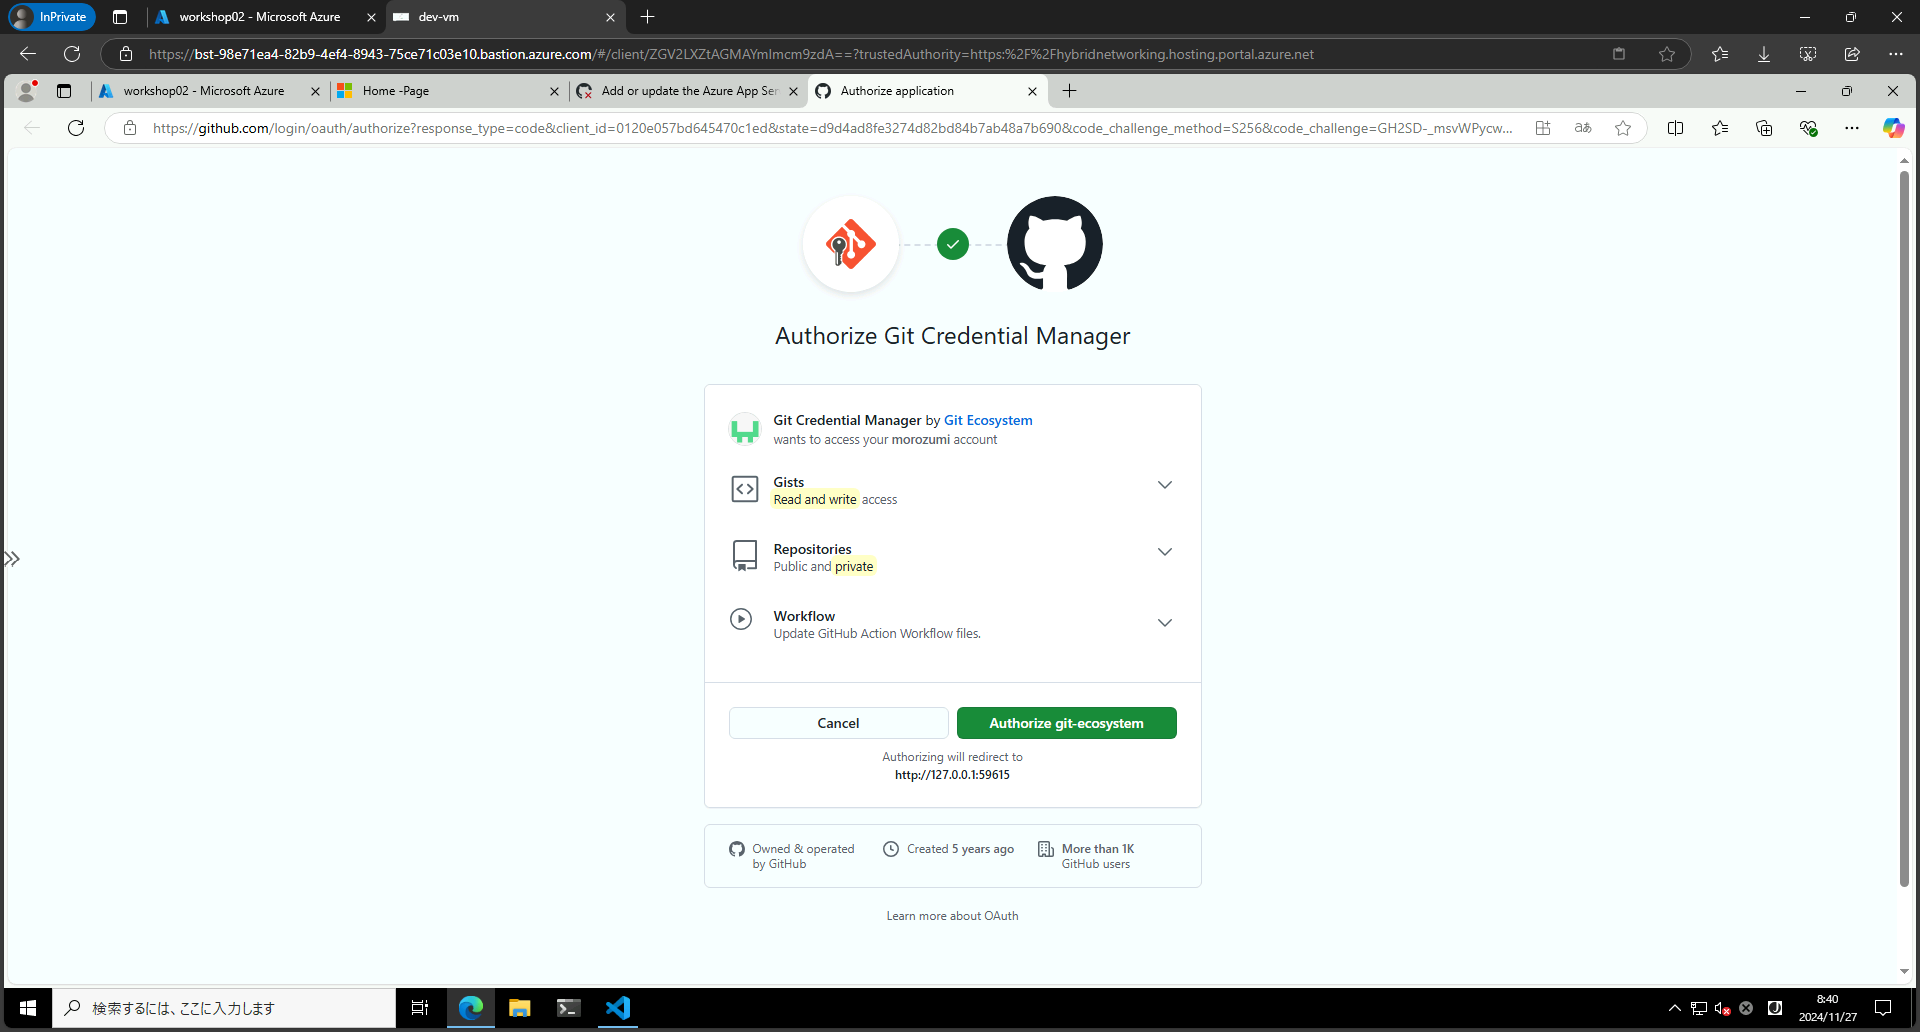 InPrivate
workshop02 - Microsoft Azure
dev-vm
https://bst-98e71ea4-82b9-4ef4-8943-75ce71c03e10.bastion.azure.com/#/client/ZGV2LXZtAGMAYmlmcm9zdA==?trustedAuthority=https:%2F%2Fhybridnetworking.hosting.portal.azure.net
workshop02 - Microsoft Azure
Home -Page
Add or update the Azure App Ser
Authorize application
https://github.com/login/oauth/authorize?response_type=code&client_id=0120e057bd645470c1ed&state=d9d4ad8fe3274d82bd84b7ab48a7b690&code_challenge_method=S256&code_challenge=GH2SD-_msvWPycw...
Authorize Git Credential Manager
Git Credential Manager by Git Ecosystem
wants to access your morozumi account
Gists
Read and write access
Repositories
Public and private
Workflow
Update GitHub Action Workflow files.
Cancel
Authorize git-ecosystem
Authorizing will redirect to
http://127.0.0.1:59615
Owned & operated
by GitHub
Created 5 years ago
More than 1K
GitHub users
Learn more about OAuth
検索するには、ここに入力します
8:40
2024/11/27